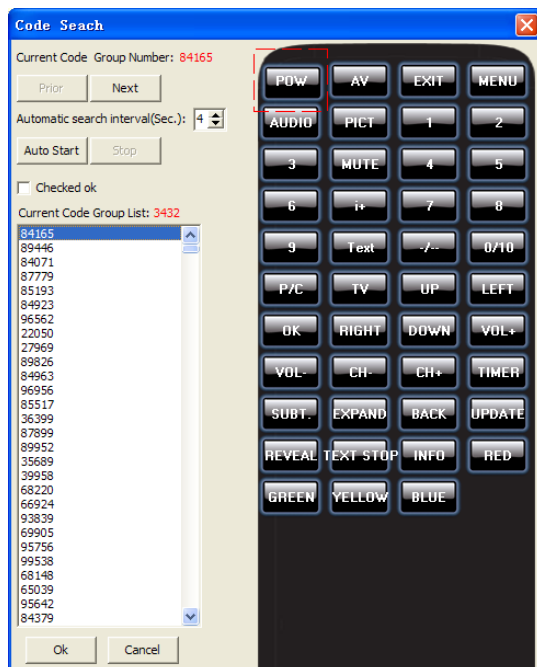 Code Seach
Current Code Group Number: 84165
Prior Next
Automatic search interval(Sec.): 4
Auto Start Stop
Checked ok
Current Code Group List: 3432
84165
89446
84071
87779
85193
84923
96562
22050
27969
89826
84963
96956
85517
36399
87899
89952
35689
39958
68220
66924
93839
69905
95756
99538
68148
65039
95642
84379
Ok Cancel
POW AV EXIT MENU
AUDIO PICT 1 2
3 MUTE 4 5
6 i+ 7 8
9 Text -/-- 0/10
P/C TV UP LEFT
OK RIGHT DOWN VOL+
VOL- CH- CH+ TIMER
SUBT. EXPAND BACK UPDATE
REVEAL TEXT STOP INFO RED
GREEN YELLOW BLUE